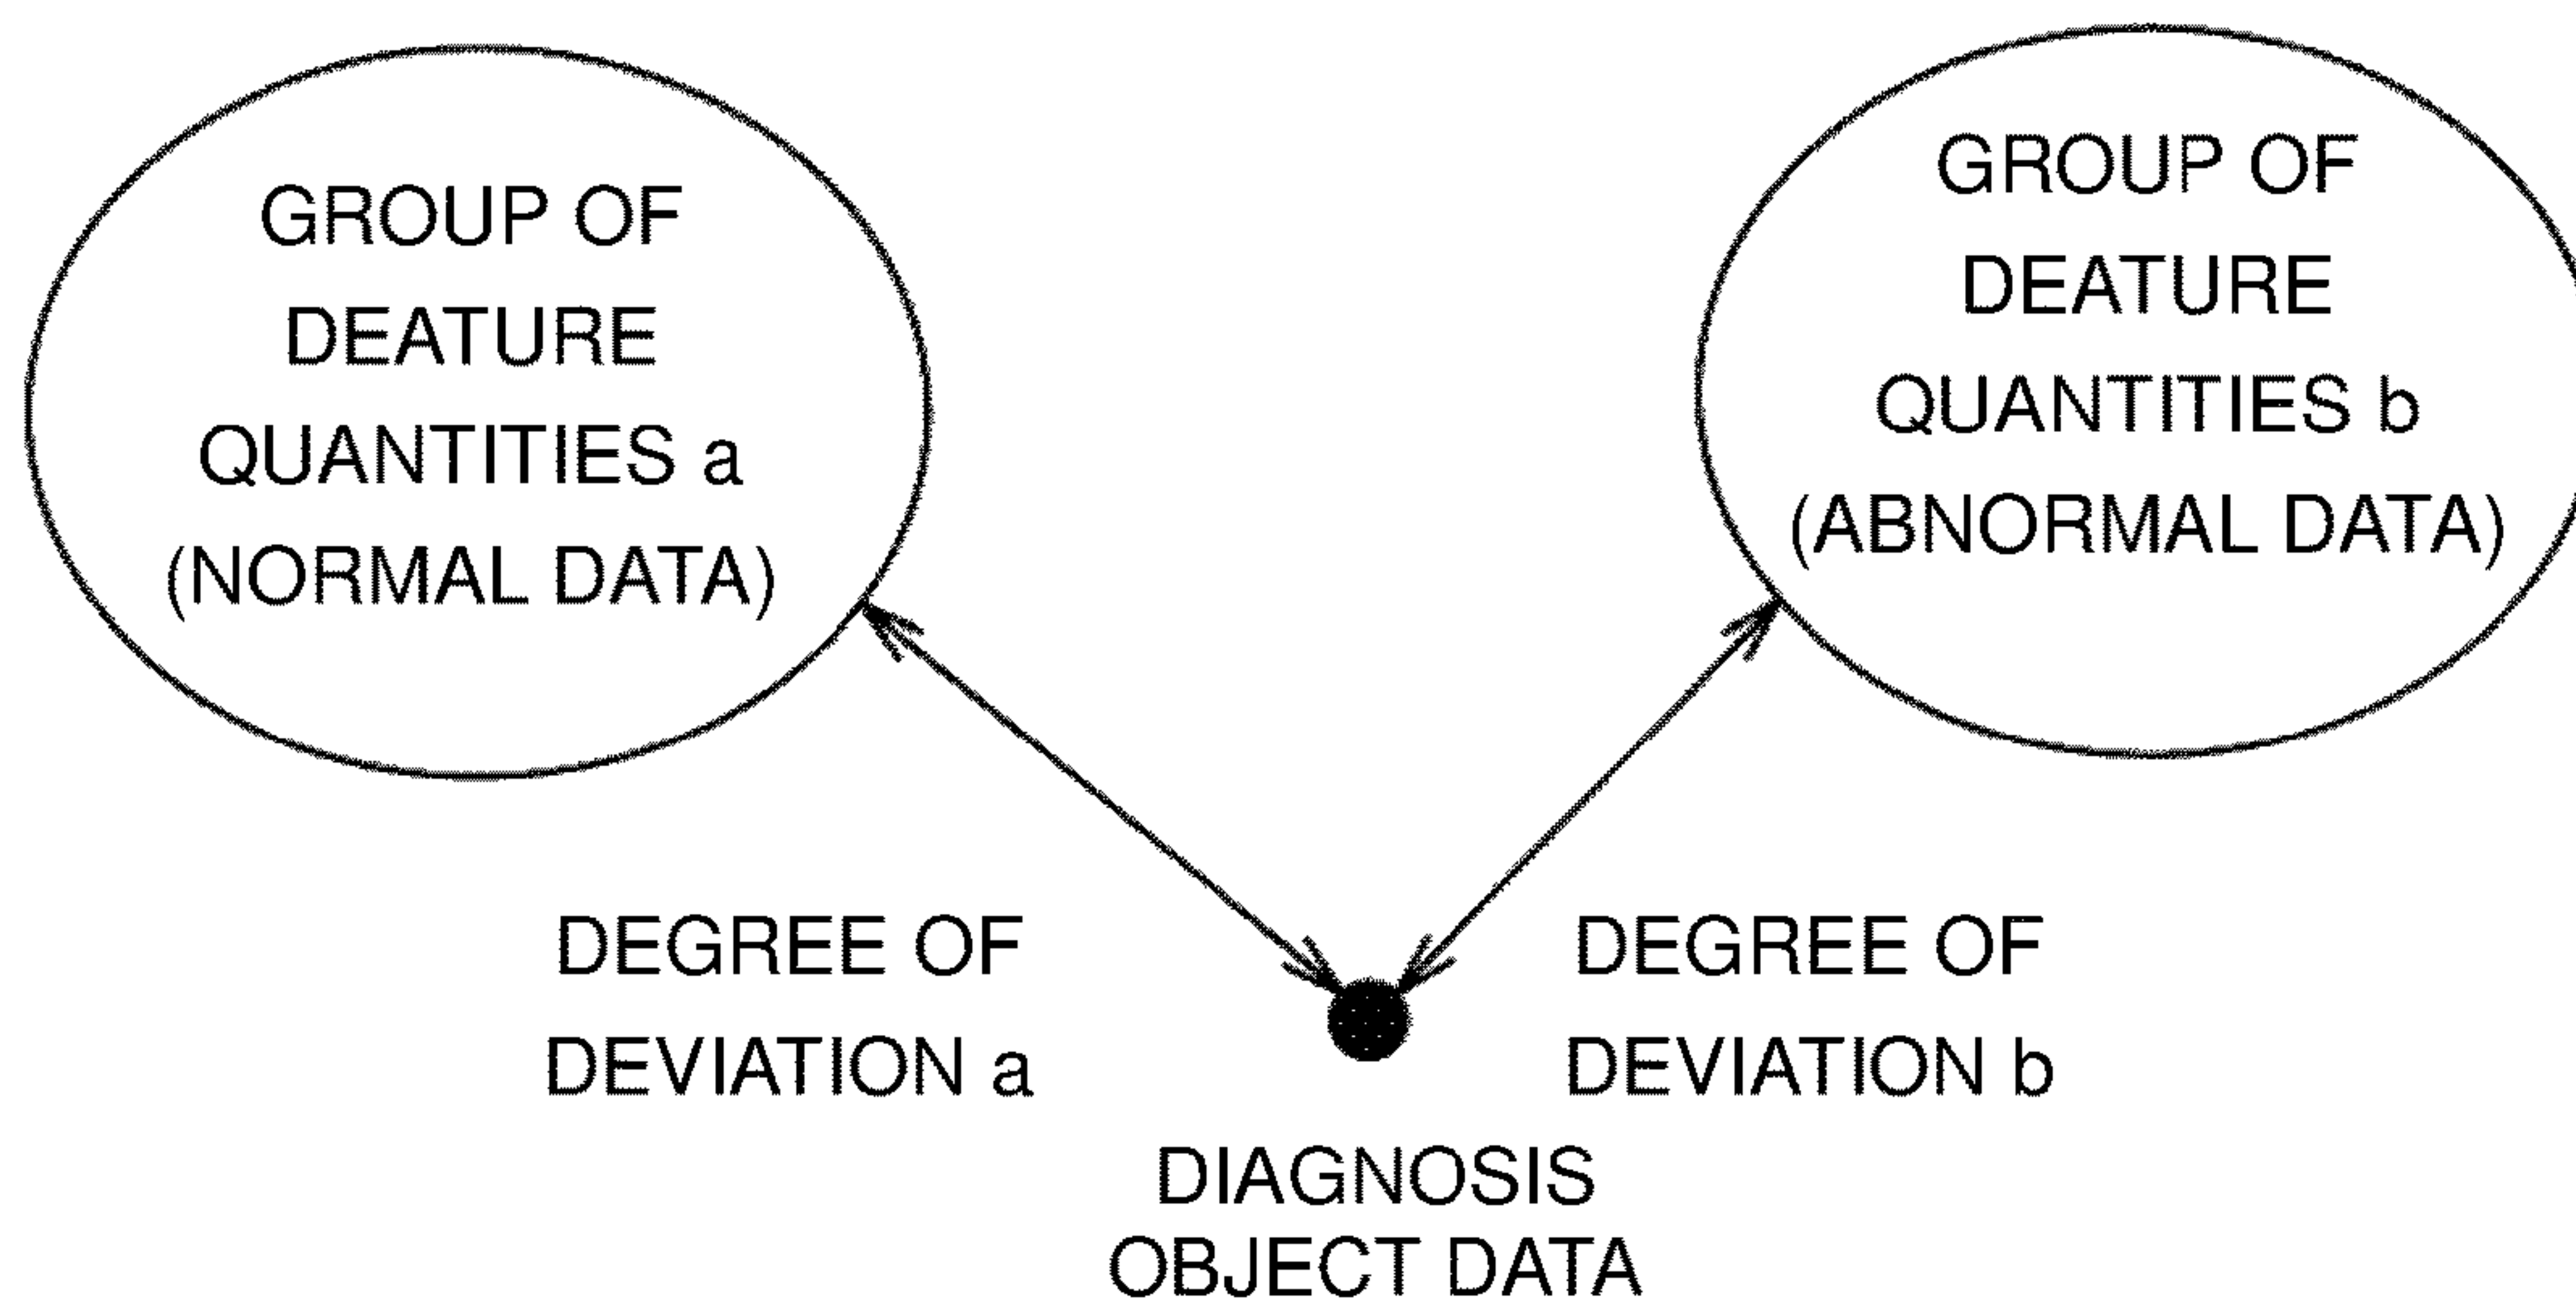 GROUP OF
DEATURE
QUANTITIES a
(NORMAL DATA)
GROUP OF
DEATURE
QUANTITIES b
(ABNORMAL DATA)
DEGREE OF
DEVIATION a
DEGREE OF
DEVIATION b
DIAGNOSIS
OBJECT DATA